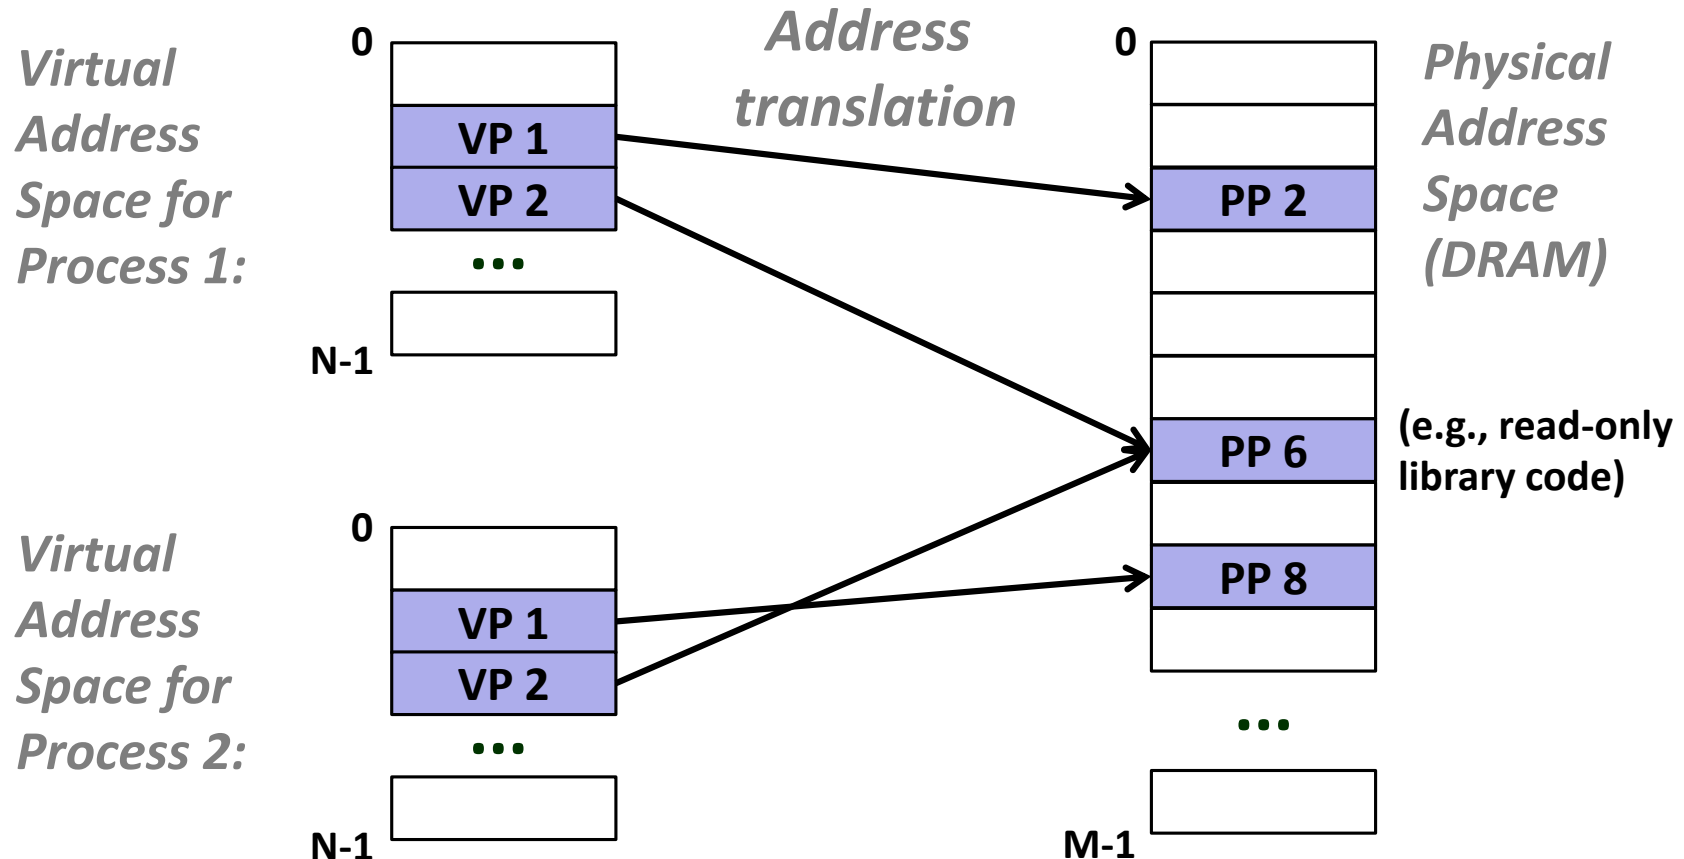 Virtual
Address
Space for
Process 1:
0
VP 1
VP 2
...
N-1
Address
translation
0
PP 2
PP 6
PP 8
...
M-1
Physical
Address
Space
(DRAM)
(e.g., read-only
library code)
Virtual
Address
Space for
Process 2:
0
VP 1
VP 2
...
N-1